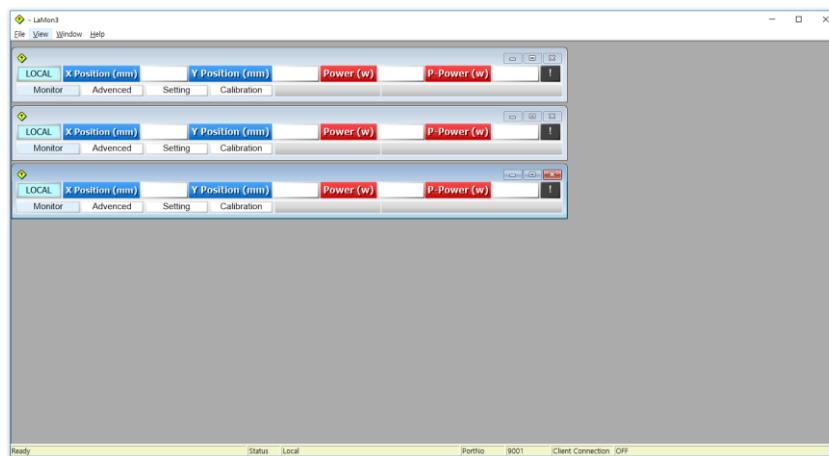 - LaMon3
File View Window Help
LOCAL X Position (mm) Y Position (mm) Power (w) P-Power (w) !
Monitor Advanced Setting Calibration
LOCAL X Position (mm) Y Position (mm) Power (w) P-Power (w) !
Monitor Advanced Setting Calibration
LOCAL X Position (mm) Y Position (mm) Power (w) P-Power (w) !
Monitor Advanced Setting Calibration
Ready Status Local PortNo 9001 Client Connection OFF